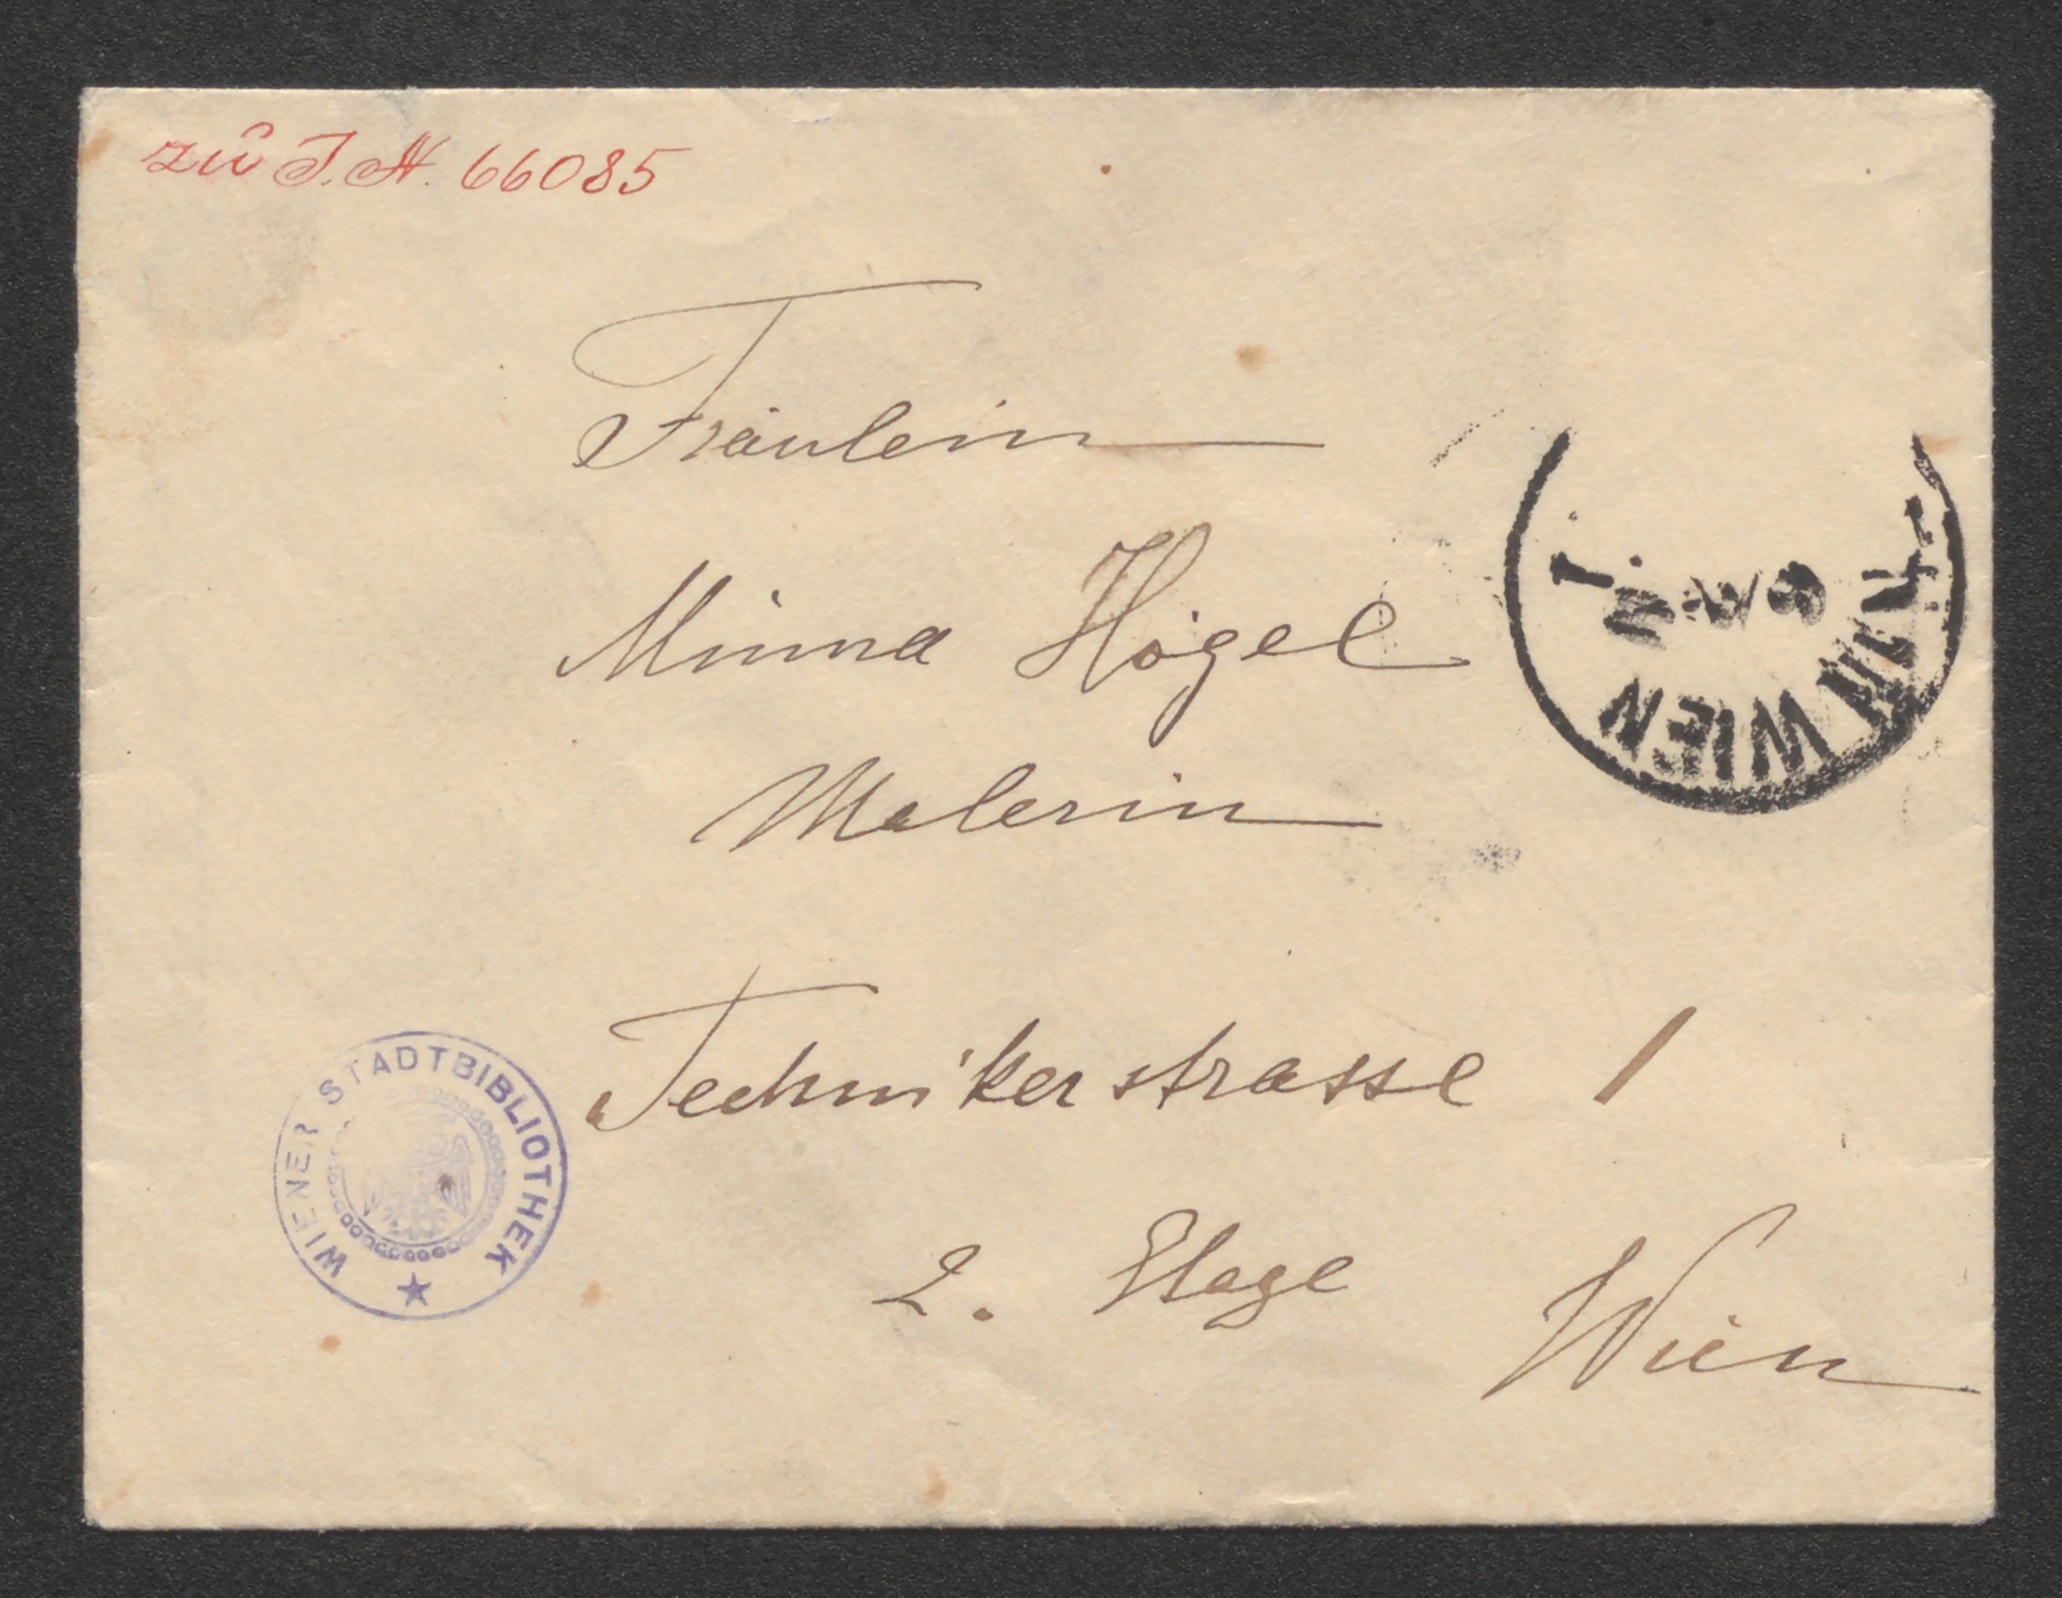 zu J. N. 66085
Fräulein
Minna Högel
Malerin
WIEN
Technikerstrasse 1
2. Etage
Wien
WIENER STADTBIBLIOTHEK